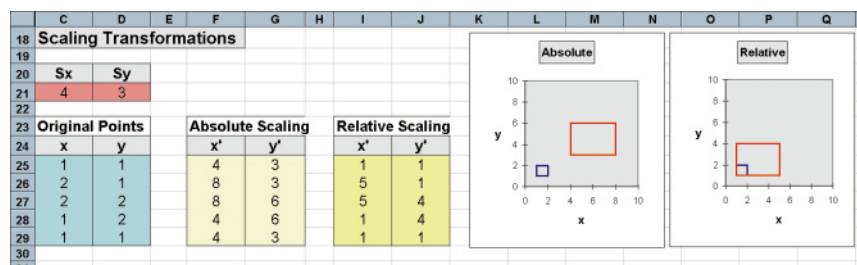 C D E F G H I J K L M N O P Q
18 Scaling Transformations
19
20 Sx Sy
21 4 3
22
23 Original Points Absolute Scaling Relative Scaling
24 x y x' y' x' y'
25 1 1 4 3 1 1
26 2 1 8 3 5 1
27 2 2 8 6 5 4
28 1 2 4 6 1 4
29 1 1 4 3 1 1
30
Absolute
10
8
6
y
4
2
0
0 2 4 6 8 10
x
Relative
10
8
6
y
4
2
0
0 2 4 6 8 10
x